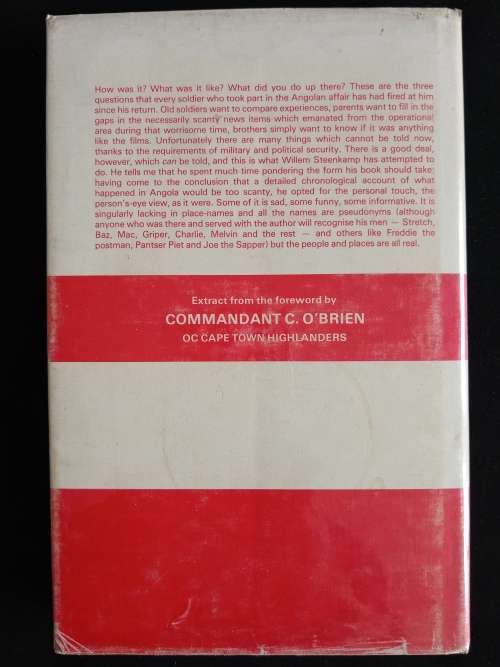 How was it? What was it like? What did you do up there? These are the three
questions that every soldier who took part in the Angolan affair has had fired at him
since his return. Old soldiers want to compare experiences, parents want to fill in the
gaps in the necessarily scanty news items which emanated from the operational
area during that worrisome time, brothers simply want to know if it was anything
like the films. Unfortunately there are many things which cannot be told now,
thanks to the requirements of military and political security. There is a good deal,
however, which can be told, and this is what Willem Steenkamp has attempted to
do. He tells me that he spent much time pondering the form his book should take;
having come to the conclusion that a detailed chronological account of what
happened in Angola would be too scanty, he opted for the personal touch, the
person's-eye view, as it were. Some of it is sad, some funny, some informative. It is
singularly lacking in place-names and all the names are pseudonyms (although
anyone who was there and served with the author will recognise his men — Stretch,
Baz, Mac, Griper, Charlie, Melvin and the rest — and others like Freddie the
postman, Pantser Piet and Joe the Sapper) but the people and places are all real.
Extract from the foreword by
COMMANDANT C. O'BRIEN
OC CAPE TOWN HIGHLANDERS